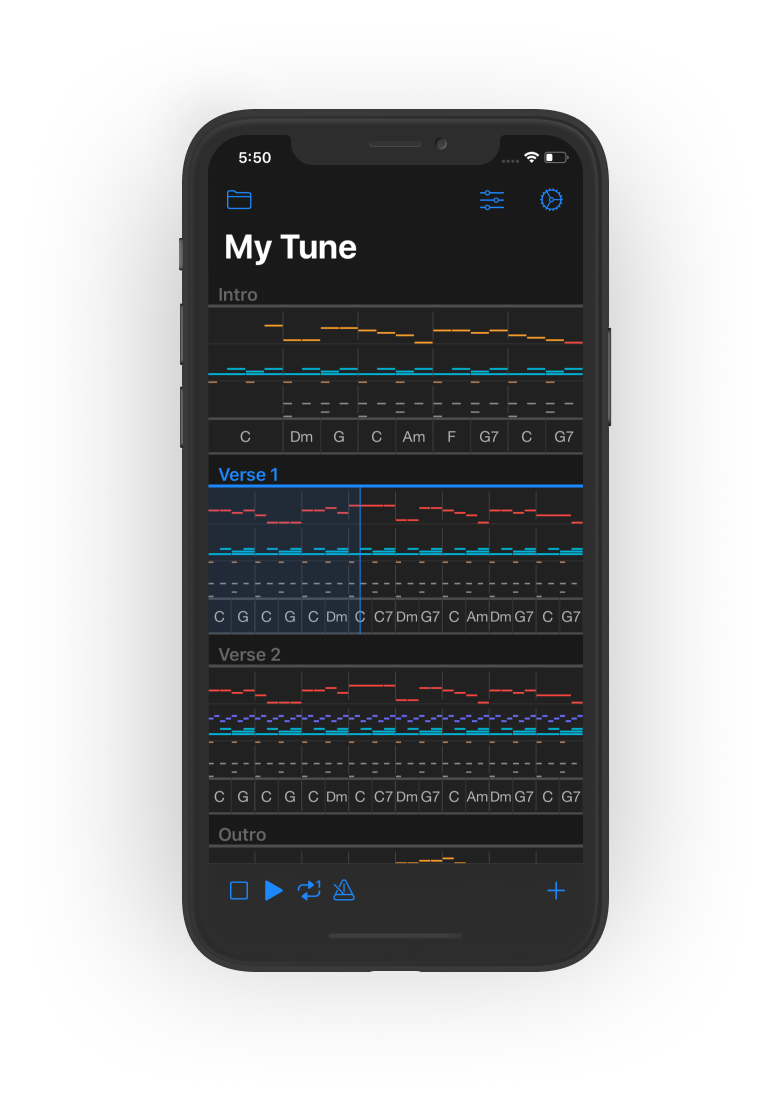 5:50
My Tune
Intro
C Dm G C Am F G7 C G7
Verse 1
C G C G C Dm C C7 Dm G7 C Am Dm G7 C G7
Verse 2
C G C G C Dm C C7 Dm G7 C Am Dm G7 C G7
Outro
1